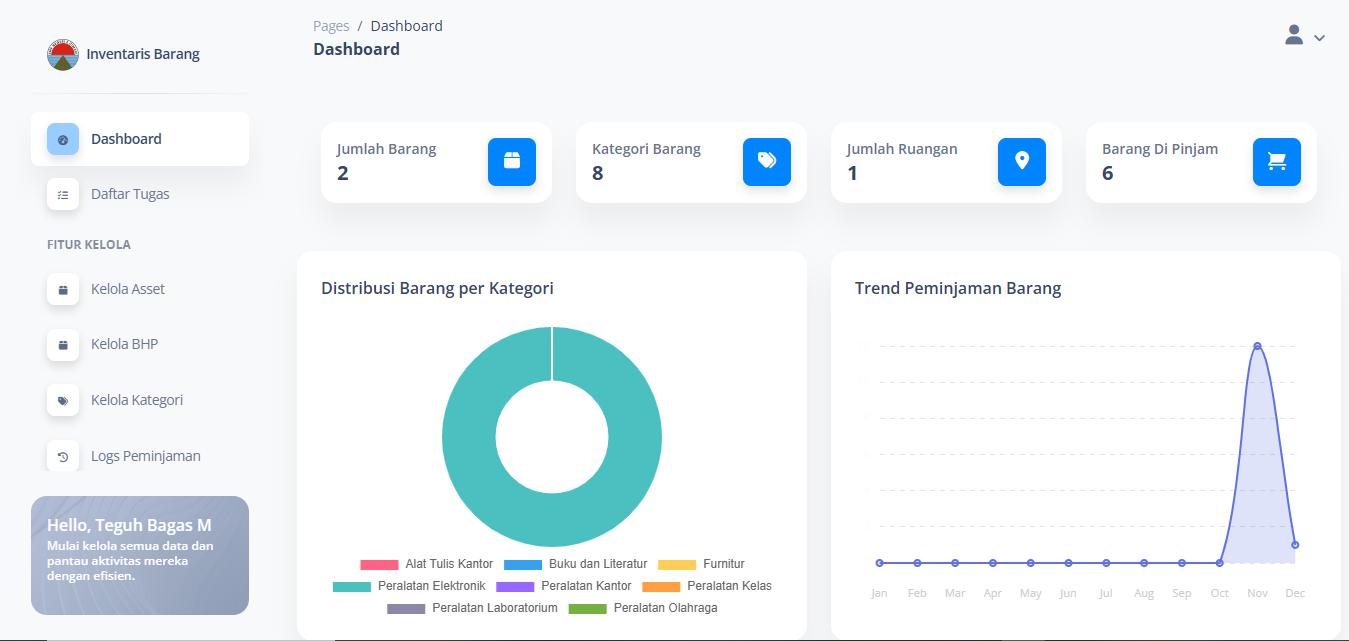 Inventaris Barang
Dashboard
Daftar Tugas
FITUR KELOLA
Kelola Asset
Kelola BHP
Kelola Kategori
Logs Peminjaman
Hello, Teguh Bagas M
Mulai kelola semua data dan
pantau aktivitas mereka
dengan efisien.
Pages / Dashboard
Dashboard
Jumlah Barang
2
Kategori Barang
8
Jumlah Ruangan
1
Barang Di Pinjam
6
Distribusi Barang per Kategori
Alat Tulis Kantor Buku dan Literatur Furnitur
Peralatan Elektronik Peralatan Kantor Peralatan Kelas
Peralatan Laboratorium Peralatan Olahraga
Trend Peminjaman Barang
Jan Feb Mar Apr May Jun Jul Aug Sep Oct Nov Dec